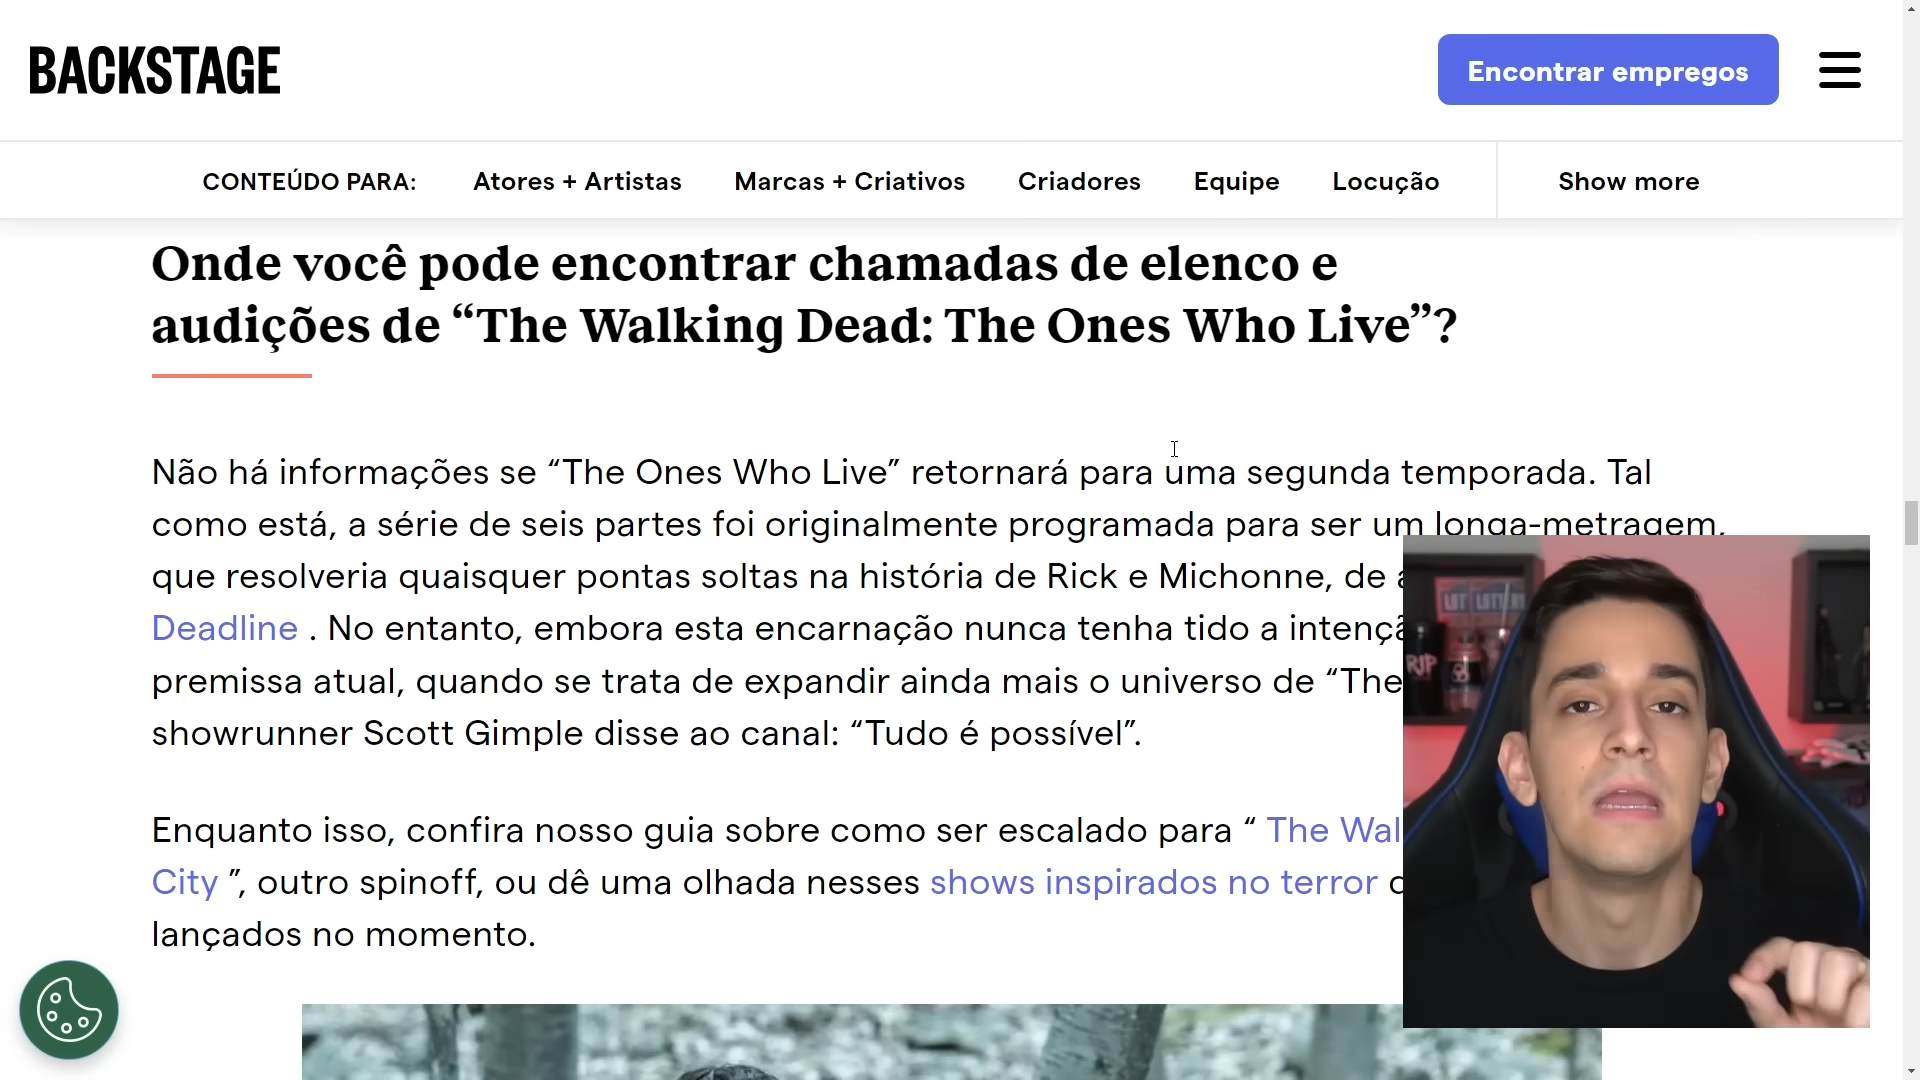 BACKSTAGE
Encontrar empregos
CONTEÚDO PARA: Atores + Artistas Marcas + Criativos Criadores Equipe Locução Show more
Onde você pode encontrar chamadas de elenco e
audições de “The Walking Dead: The Ones Who Live”?
Não há informações se “The Ones Who Live” retornará para uma segunda temporada. Tal
como está, a série de seis partes foi originalmente programada para ser um longa-metragem,
que resolveria quaisquer pontas soltas na história de Rick e Michonne, de
Deadline . No entanto, embora esta encarnação nunca tenha tido a
premissa atual, quando se trata de expandir ainda mais o universo de “The
showrunner Scott Gimple disse ao canal: “Tudo é possível”.
Enquanto isso, confira nosso guia sobre como ser escalado para “ The
City ”, outro spinoff, ou dê uma olhada nesses shows inspirados no terror
lançados no momento.
RIP